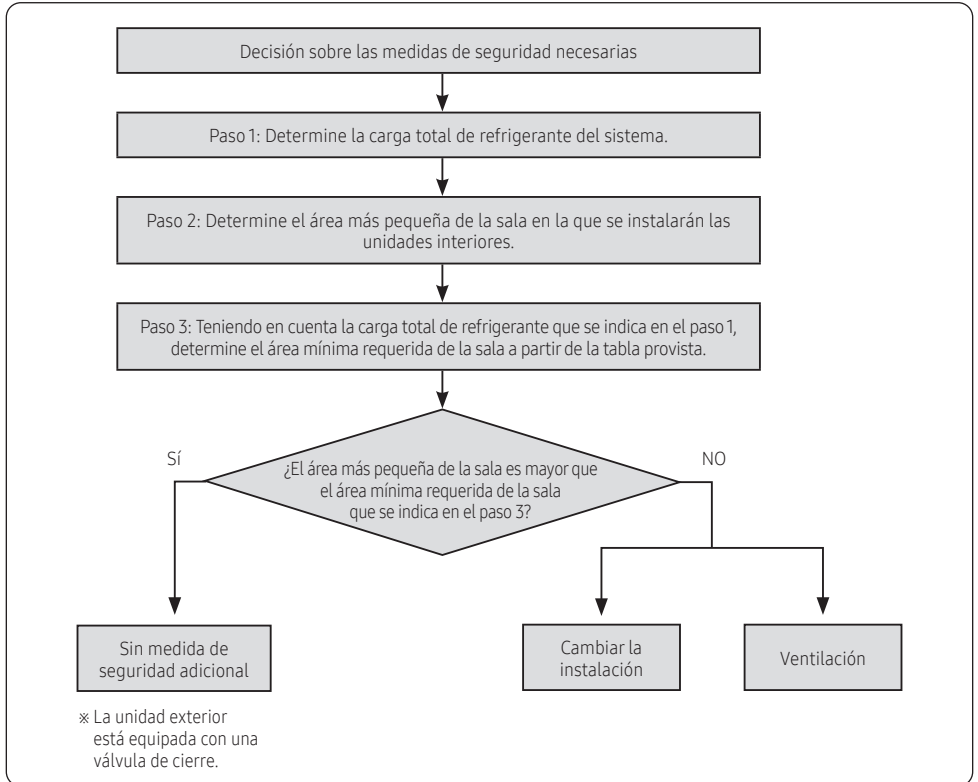 Decisión sobre las medidas de seguridad necesarias
Paso 1: Determine la carga total de refrigerante del sistema.
Paso 2: Determine el área más pequeña de la sala en la que se instalarán las
unidades interiores.
Paso 3: Teniendo en cuenta la carga total de refrigerante que se indica en el paso 1,
determine el área mínima requerida de la sala a partir de la tabla provista.
¿El área más pequeña de la sala es mayor que
el área mínima requerida de la sala
que se indica en el paso 3?
Sí
NO
Sin medida de
seguridad adicional
Cambiar la
instalación
Ventilación
※ La unidad exterior
está equipada con una
válvula de cierre.